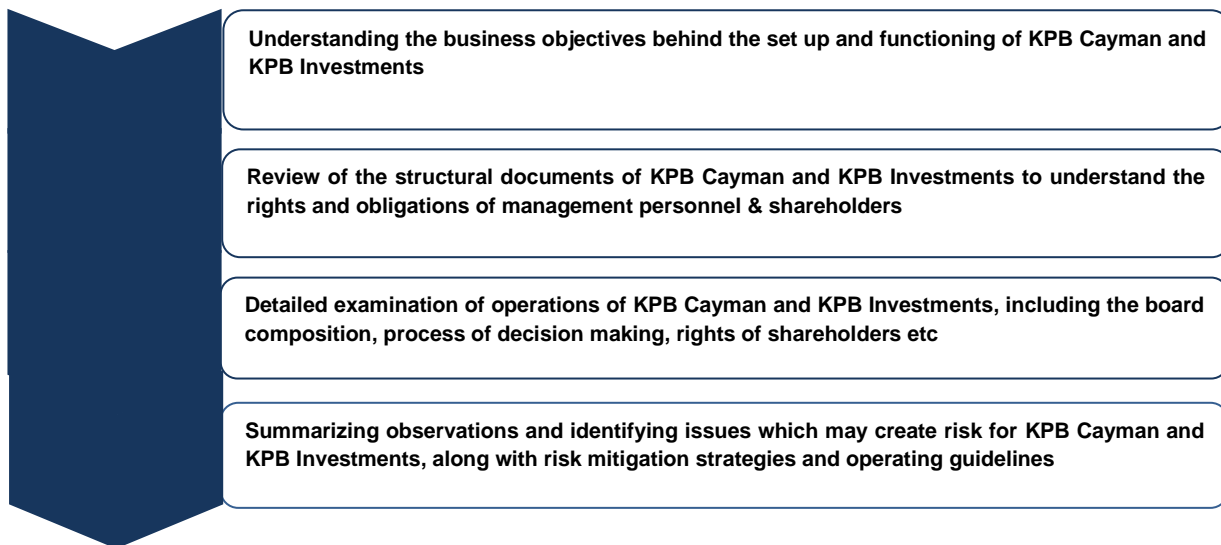 Understanding the business objectives behind the set up and functioning of KPB Cayman and
KPB Investments
Review of the structural documents of KPB Cayman and KPB Investments to understand the
rights and obligations of management personnel & shareholders
Detailed examination of operations of KPB Cayman and KPB Investments, including the board
composition, process of decision making, rights of shareholders etc
Summarizing observations and identifying issues which may create risk for KPB Cayman and
KPB Investments, along with risk mitigation strategies and operating guidelines